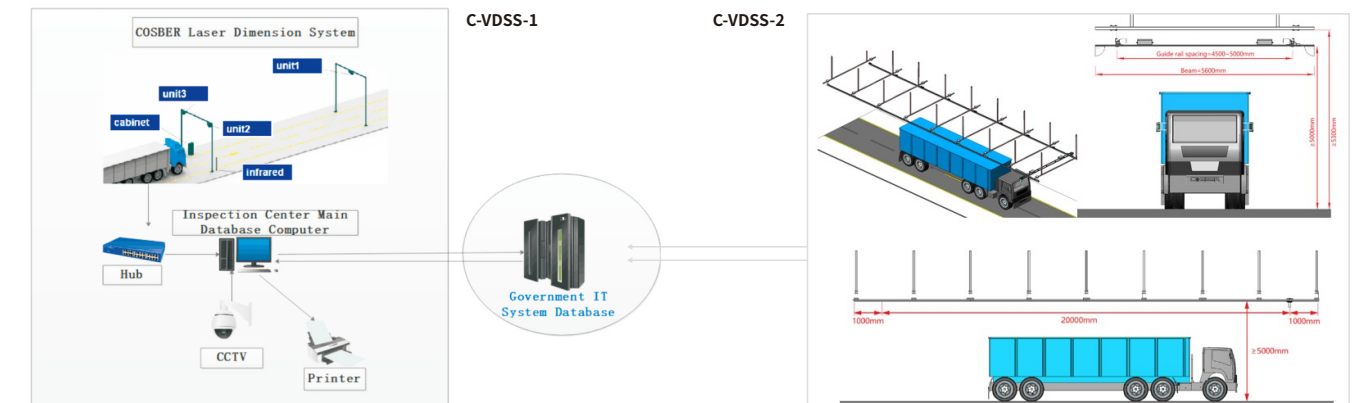 C-VDSS-1
C-VDSS-2
COSBER Laser Dimension System
unit1
unit3
cabinet
unit2
infrared
Inspection Center Main
Database Computer
Hub
CCTV
Printer
Government IT
System Database
Guide rail spacing=4500~5000mm
Beam=5600mm
≥5000mm
≥5300mm
1000mm
20000mm
1000mm
≥5000mm